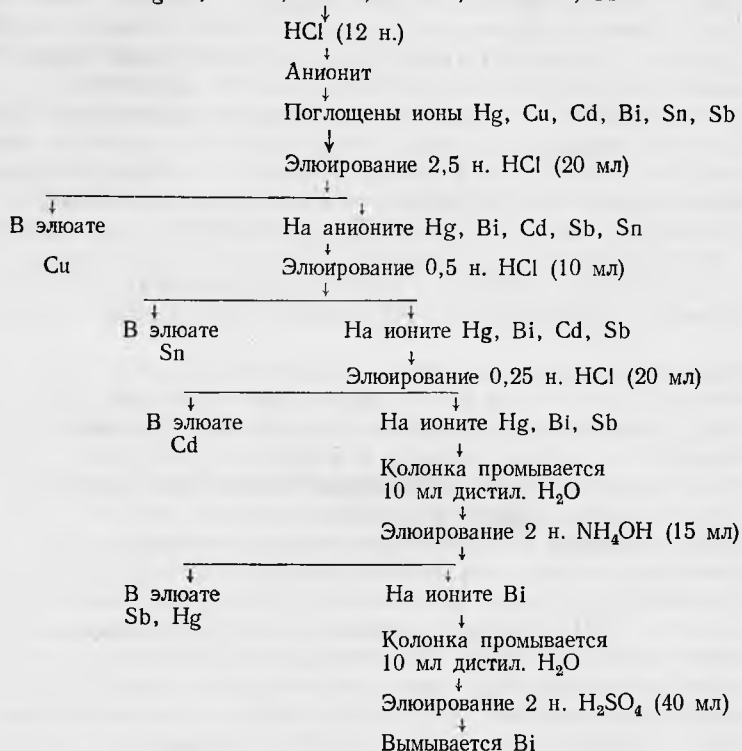 HCl (12 н.)
Анионит
Поглощены ионы Hg, Cu, Cd, Bi, Sn, Sb
Элюирование 2,5 н. HCl (20 мл)
В элюате На анионите Hg, Bi, Cd, Sb, Sn
Cu Элюирование 0,5 н. HCl (10 мл)
В элюате На ионите Hg, Bi, Cd, Sb
Sn
Элюирование 0,25 н. HCl (20 мл)
В элюате На ионите Hg, Bi, Sb
Cd
Колонка промывается
10 мл дистил. H₂O
Элюирование 2 н. NH₄OH (15 мл)
В элюате На ионите Bi
Sb, Hg
Колонка промывается
10 мл дистил. H₂O
Элюирование 2 н. H₂SO₄ (40 мл)
Вымывается Bi